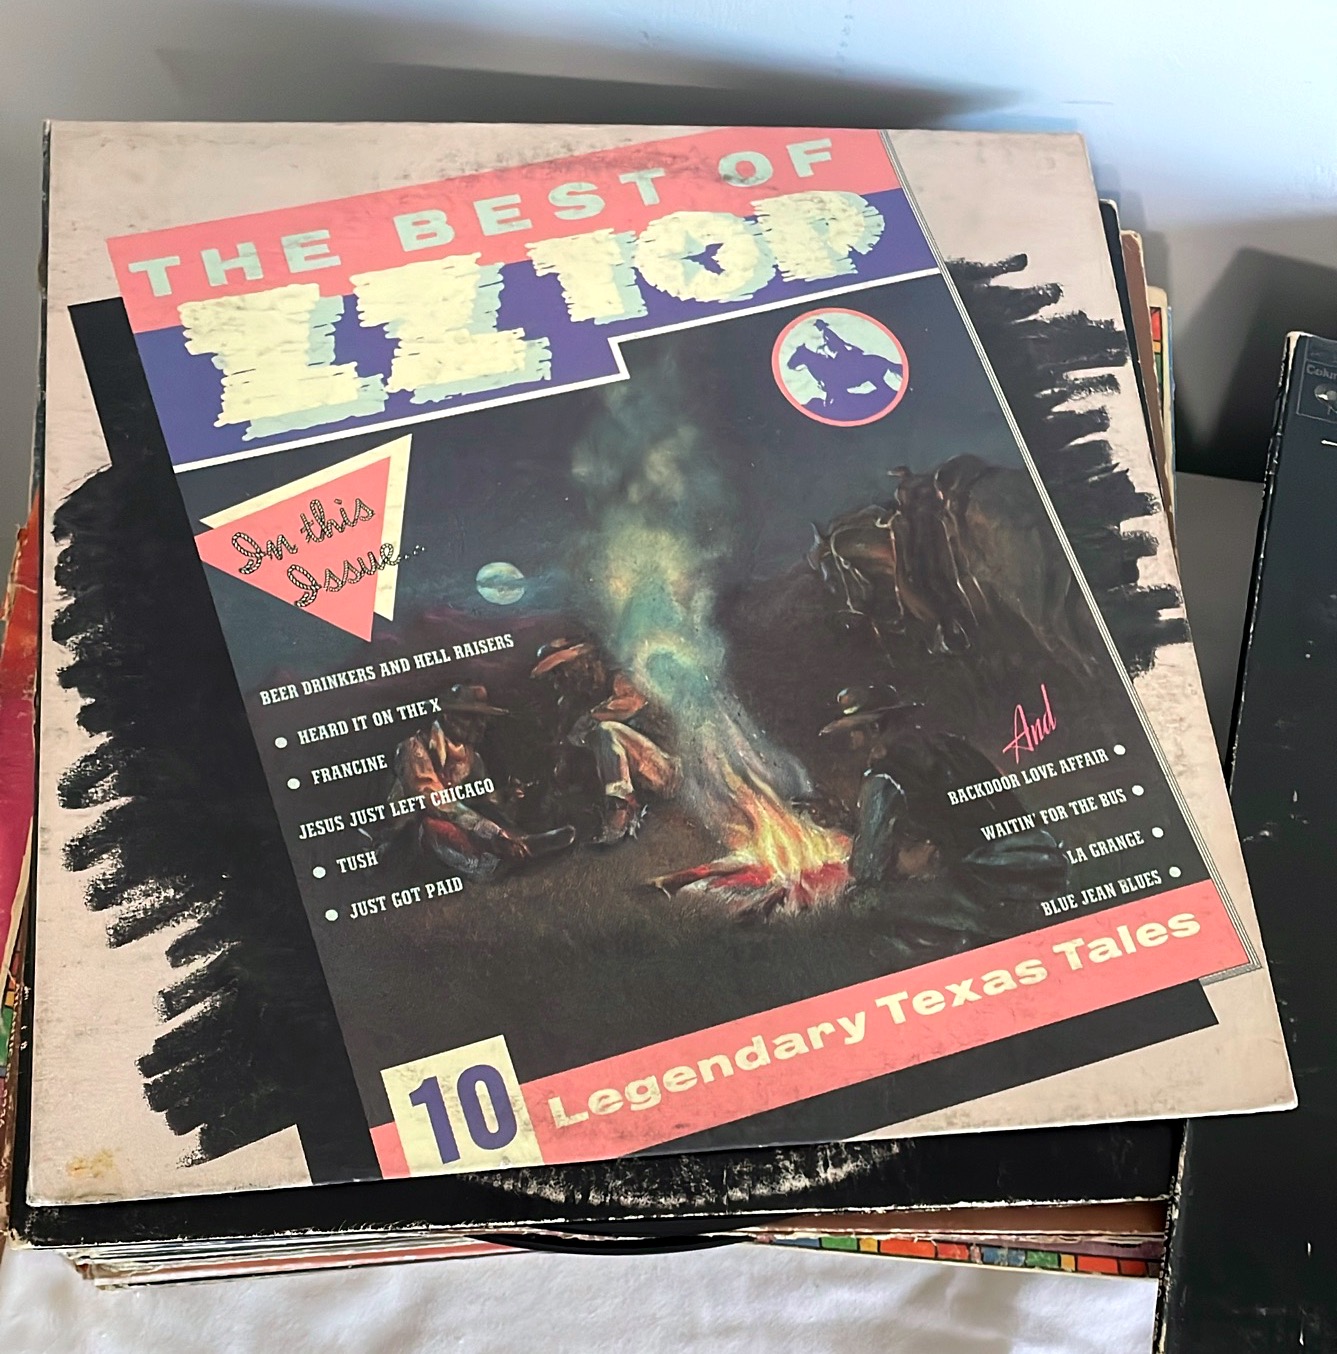 THE BEST OF
ZZ TOP
In this
Issue...
BEER DRINKERS AND HELL RAISERS
HEARD IT ON THE X
FRANCINE
JESUS JUST LEFT CHICAGO
TUSH
JUST GOT PAID
And
BACKDOOR LOVE AFFAIR
WAITIN' FOR THE BUS
LA GRANGE
BLUE JEAN BLUES
10 Legendary Texas Tales